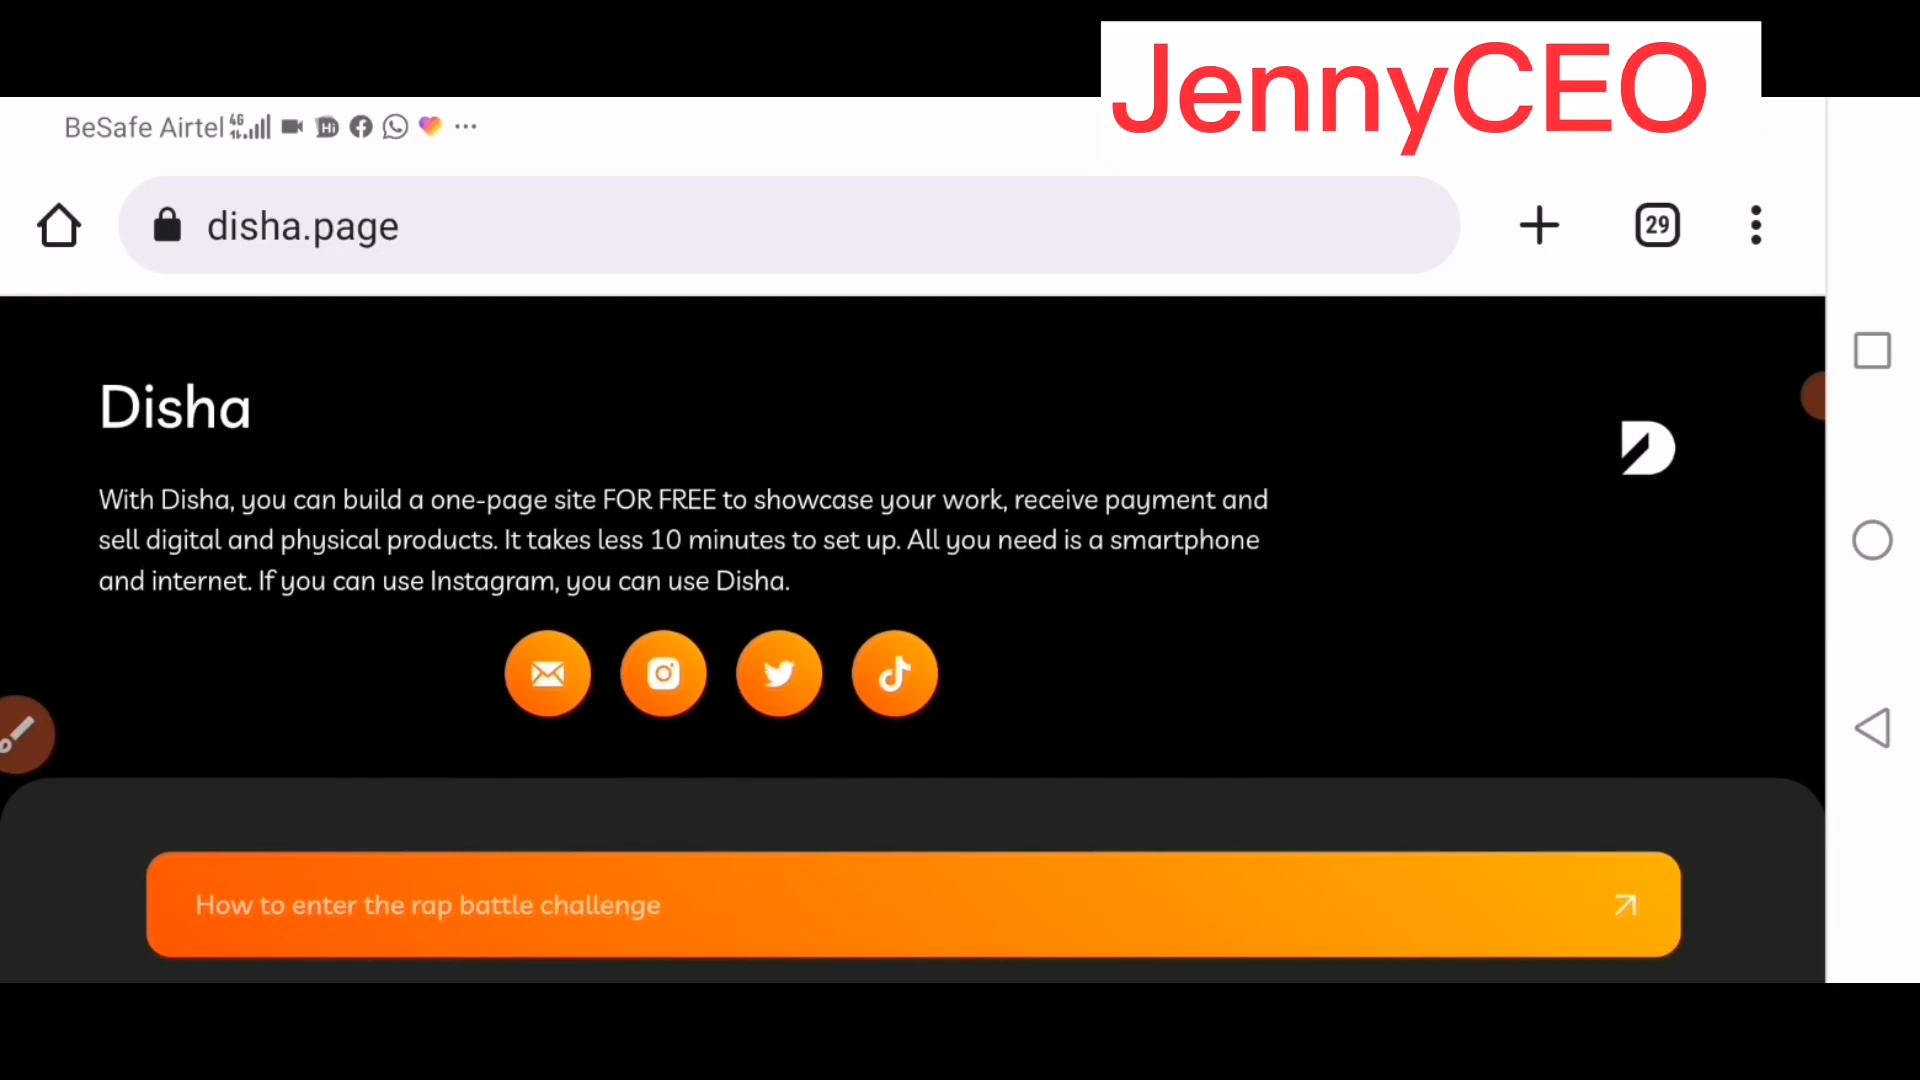 JennyCEO
BeSafe Airtel 4G Hi ...
disha.page
29
Disha
With Disha, you can build a one-page site FOR FREE to showcase your work, receive payment and
sell digital and physical products. It takes less 10 minutes to set up. All you need is a smartphone
and internet. If you can use Instagram, you can use Disha.
How to enter the rap battle challenge